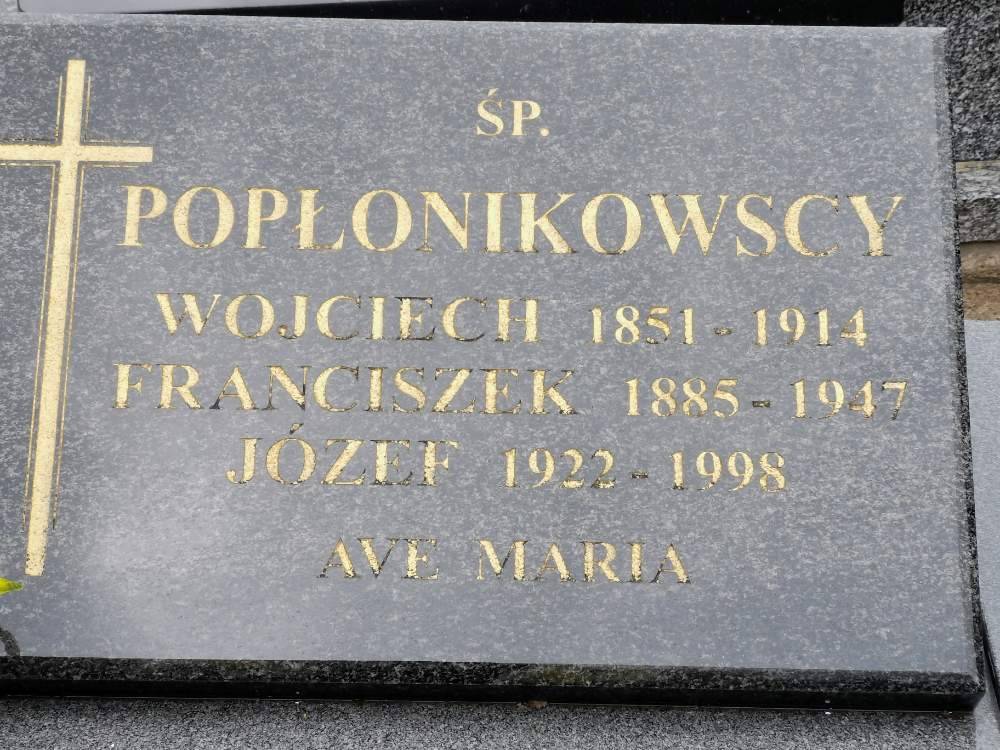 ŚP.
POPŁONIKOWSCY
WOJCIECH 1851 - 1914
FRANCISZEK 1885 - 1947
JÓZEF 1922 - 1998
AVE MARIA